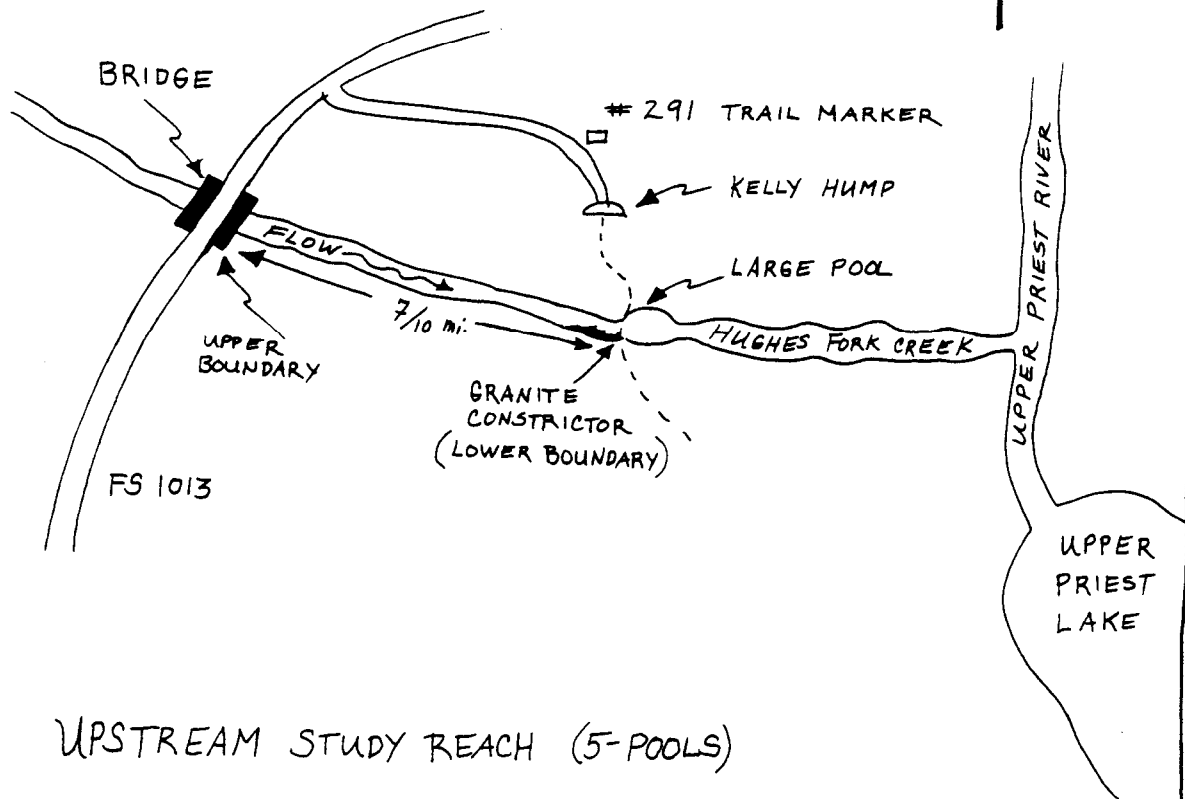 BRIDGE
# 291 TRAIL MARKER
KELLY HUMP
FLOW
LARGE POOL
7/10 mi.
UPPER
BOUNDARY
HUGHES FORK CREEK
UPPER PRIEST RIVER
GRANITE
CONSTRICTOR
(LOWER BOUNDARY)
FS 1013
UPPER
PRIEST
LAKE
UPSTREAM STUDY REACH (5-POOLS)